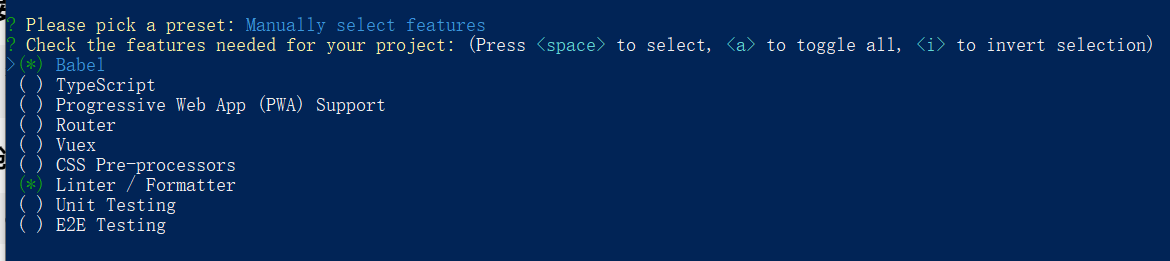 ? Please pick a preset: Manually select features
? Check the features needed for your project: (Press <space> to select, <a> to toggle all, <i> to invert selection)
>(*) Babel
( ) TypeScript
( ) Progressive Web App (PWA) Support
( ) Router
( ) Vuex
( ) CSS Pre-processors
(*) Linter / Formatter
( ) Unit Testing
( ) E2E Testing